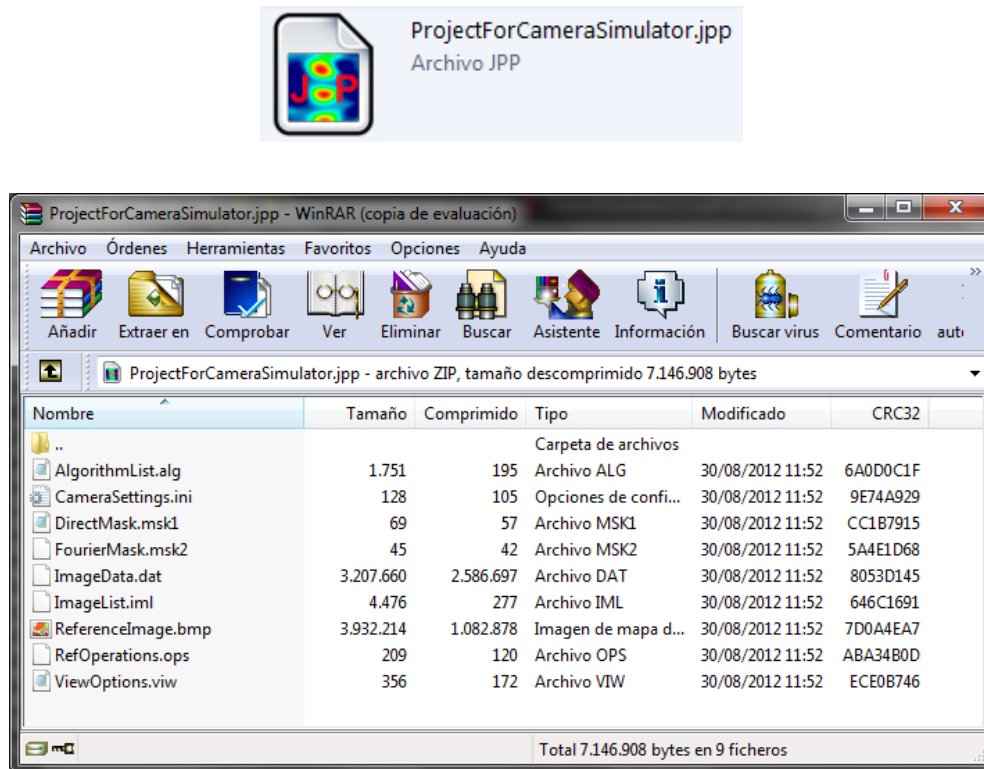 ProjectForCameraSimulator.jpp
Archivo JPP
JPP
ProjectForCameraSimulator.jpp - WinRAR (copia de evaluación)
Archivo Órdenes Herramientas Favoritos Opciones Ayuda
Añadir Extraer en Comprobar Ver Eliminar Buscar Asistente Información Buscar virus Comentario auto
ProjectForCameraSimulator.jpp - archivo ZIP, tamaño descomprimido 7.146.908 bytes
Nombre Tamaño Comprimido Tipo Modificado CRC32
.. Carpeta de archivos
AlgorithmList.alg 1.751 195 Archivo ALG 30/08/2012 11:52 6A0D0C1F
CameraSettings.ini 128 105 Opciones de confi... 30/08/2012 11:52 9E74A929
DirectMask.msk1 69 57 Archivo MSK1 30/08/2012 11:52 CC1B7915
FourierMask.msk2 45 42 Archivo MSK2 30/08/2012 11:52 5A4E1D68
ImageData.dat 3.207.660 2.586.697 Archivo DAT 30/08/2012 11:52 8053D145
ImageList.iml 4.476 277 Archivo IML 30/08/2012 11:52 646C1691
ReferenceImage.bmp 3.932.214 1.082.878 Imagen de mapa d... 30/08/2012 11:52 7D0A4EA7
RefOperations.ops 209 120 Archivo OPS 30/08/2012 11:52 ABA34B0D
ViewOptions.viw 356 172 Archivo VIW 30/08/2012 11:52 ECE0B746
Total 7.146.908 bytes en 9 ficheros